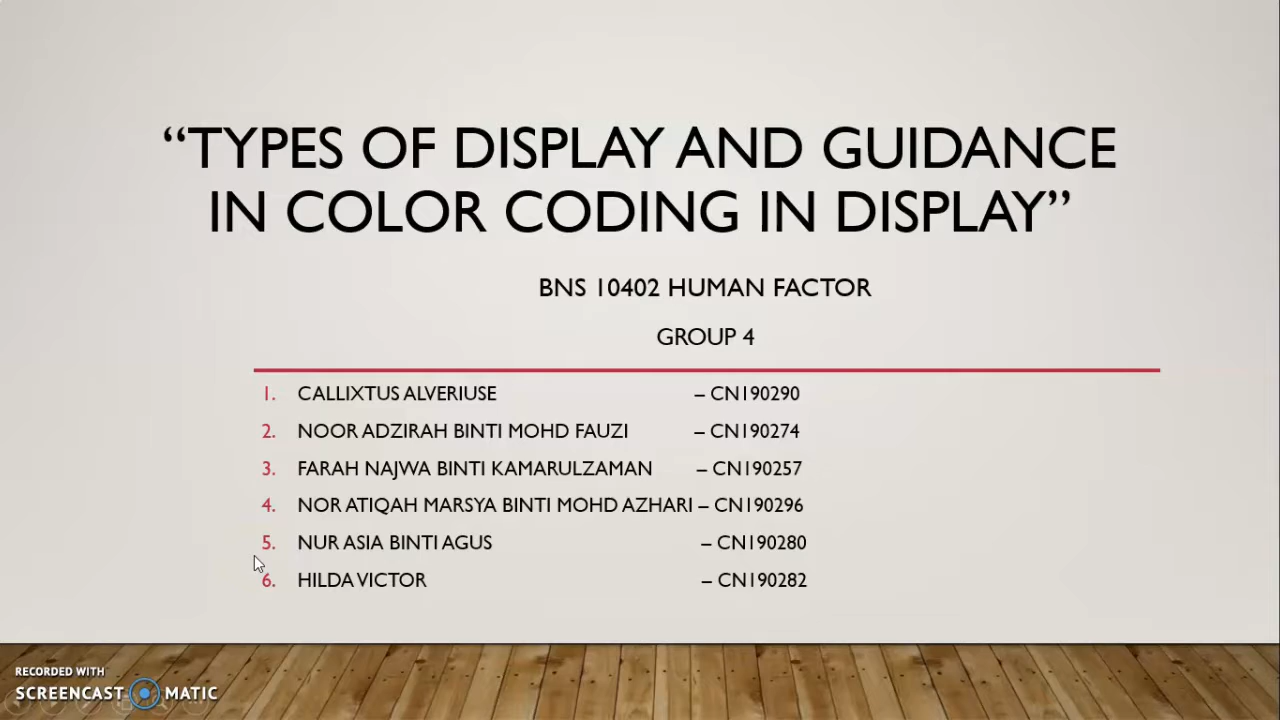 “TYPES OF DISPLAY AND GUIDANCE
IN COLOR CODING IN DISPLAY”
BNS 10402 HUMAN FACTOR
GROUP 4
1. CALLIXTUS ALVERIUSE – CN190290
2. NOOR ADZIRAH BINTI MOHD FAUZI – CN190274
3. FARAH NAJWA BINTI KAMARULZAMAN – CN190257
4. NOR ATIQAH MARSYA BINTI MOHD AZHARI – CN190296
5. NUR ASIA BINTI AGUS – CN190280
6. HILDA VICTOR – CN190282
RECORDED WITH
SCREENCAST MATIC